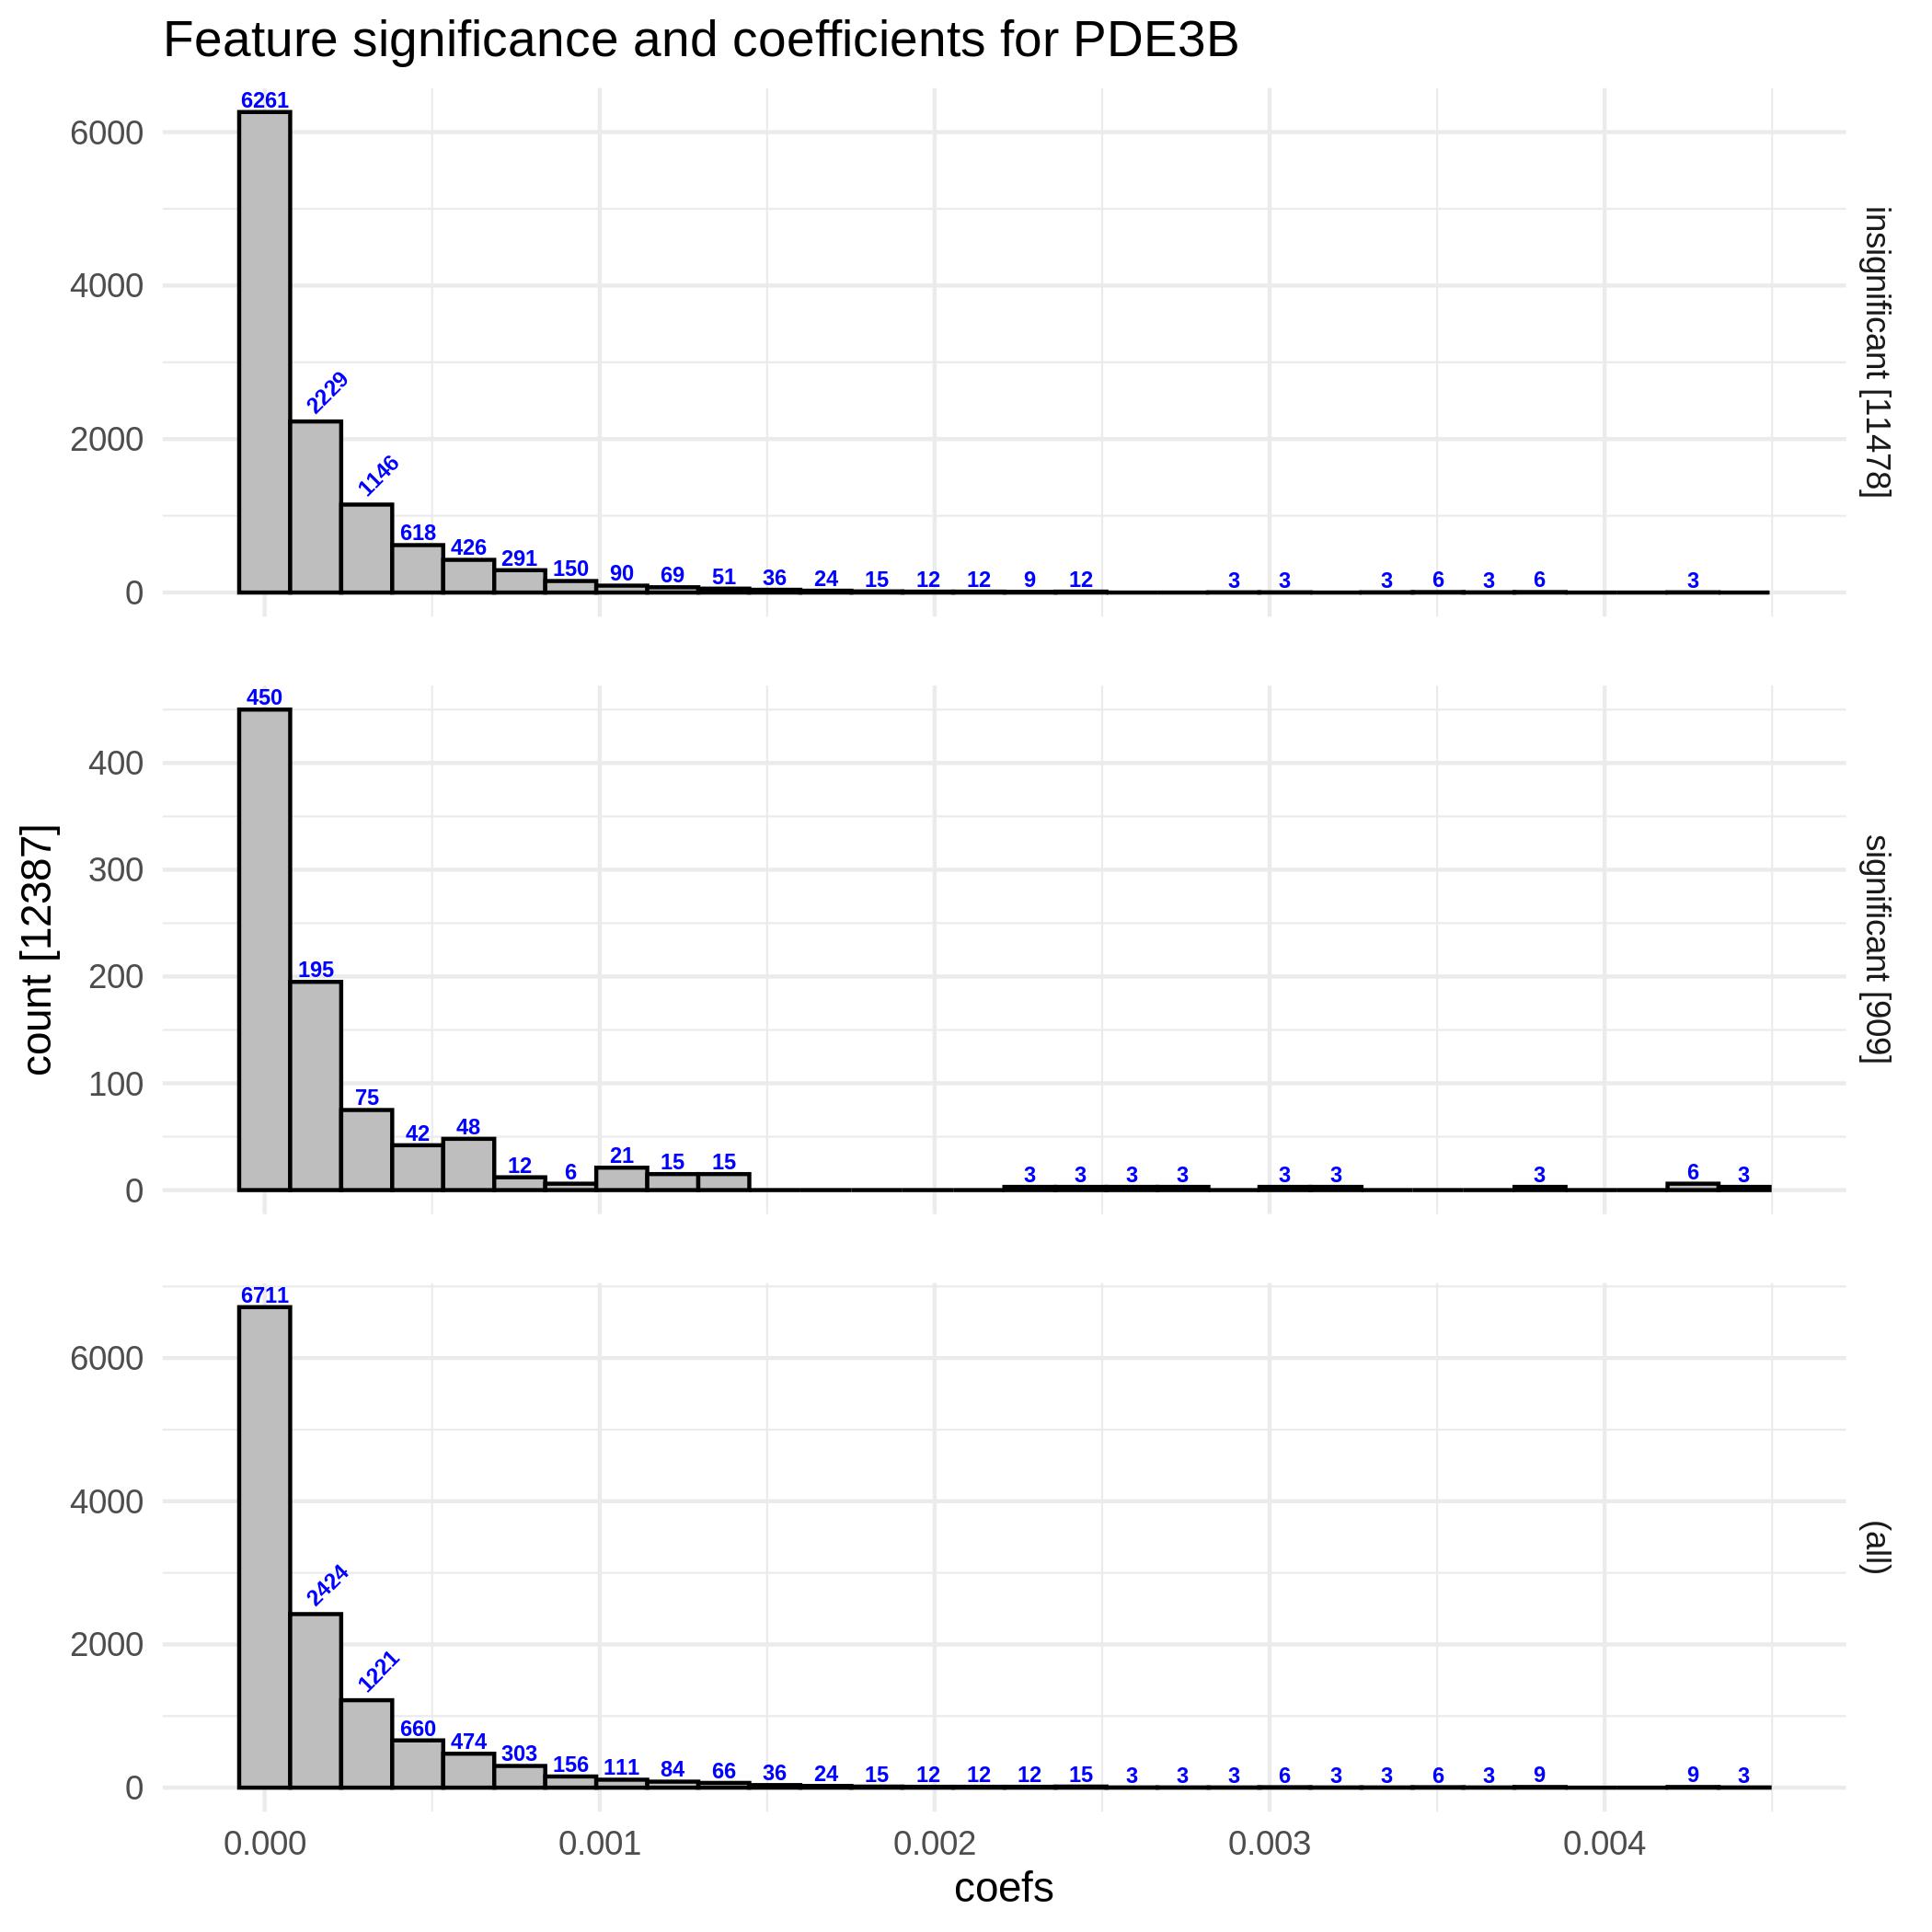 Feature significance and coefficients for PDE3B
6261
6000
4000
2000
0
2229
1146
618 426 291 150 90 69 51 36 24 15 12 12 9 12 3 3 3 6 3 6 3
insignificant [11478]
450
400
300
200
100
0
195
75 42 48 12 6 21 15 15 3 3 3 3 3 3 3 6 3
significant [909]
count [12387]
6711
6000
4000
2000
0
2424
1221
660 474 303 156 111 84 66 36 24 15 12 12 12 15 3 3 3 6 3 3 6 3 9 9 3
(all)
0.000 0.001 0.002 0.003 0.004
coefs